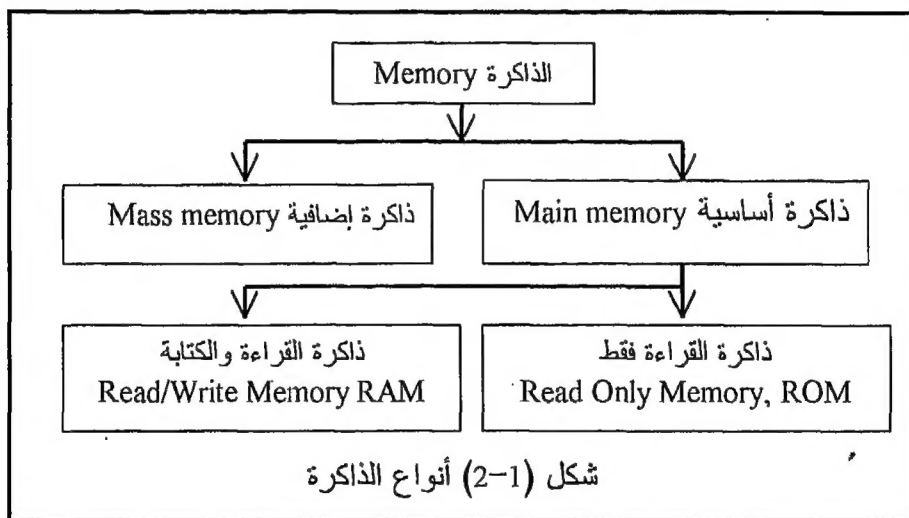 الذاكرة Memory
ذاكرة أساسية Main memory
ذاكرة إضافية Mass memory
ذاكرة القراءة فقط
Read Only Memory, ROM
ذاكرة القراءة والكتابة
Read/Write Memory RAM
شكل (1-2) أنواع الذاكرة